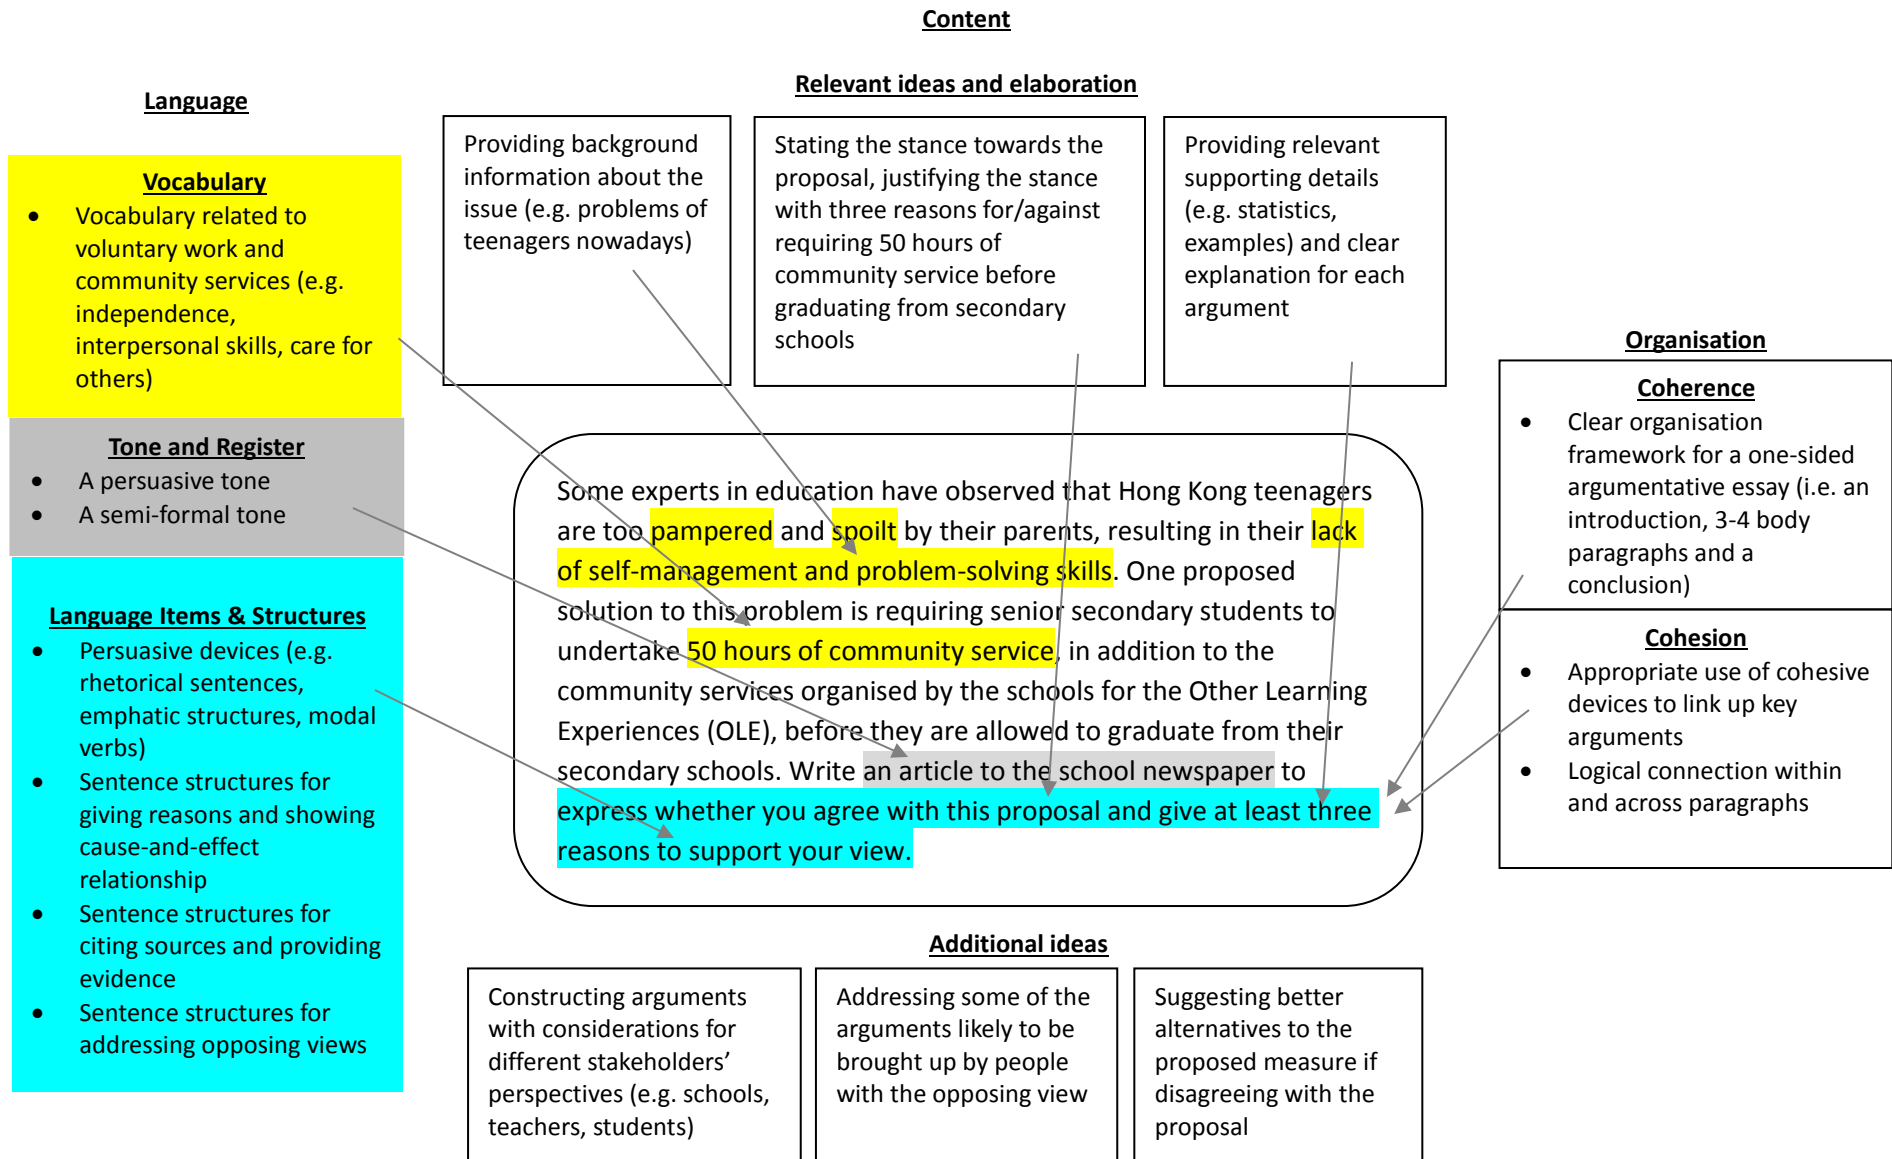 Content
Relevant ideas and elaboration
Language
Vocabulary
• Vocabulary related to
voluntary work and
community services (e.g.
independence,
interpersonal skills, care for
others)
Tone and Register
• A persuasive tone
• A semi-formal tone
Language Items & Structures
• Persuasive devices (e.g.
rhetorical sentences,
emphatic structures, modal
verbs)
• Sentence structures for
giving reasons and showing
cause-and-effect
relationship
• Sentence structures for
citing sources and providing
evidence
• Sentence structures for
addressing opposing views
Providing background
information about the
issue (e.g. problems of
teenagers nowadays)
Stating the stance towards the
proposal, justifying the stance
with three reasons for/against
requiring 50 hours of
community service before
graduating from secondary
schools
Providing relevant
supporting details
(e.g. statistics,
examples) and clear
explanation for each
argument
Some experts in education have observed that Hong Kong teenagers
are too pampered and spoilt by their parents, resulting in their lack
of self-management and problem-solving skills. One proposed
solution to this problem is requiring senior secondary students to
undertake 50 hours of community service, in addition to the
community services organised by the schools for the Other Learning
Experiences (OLE), before they are allowed to graduate from their
secondary schools. Write an article to the school newspaper to
express whether you agree with this proposal and give at least three
reasons to support your view.
Organisation
Coherence
• Clear organisation
framework for a one-sided
argumentative essay (i.e. an
introduction, 3-4 body
paragraphs and a
conclusion)
Cohesion
• Appropriate use of cohesive
devices to link up key
arguments
• Logical connection within
and across paragraphs
Additional ideas
Constructing arguments
with considerations for
different stakeholders’
perspectives (e.g. schools,
teachers, students)
Addressing some of the
arguments likely to be
brought up by people
with the opposing view
Suggesting better
alternatives to the
proposed measure if
disagreeing with the
proposal